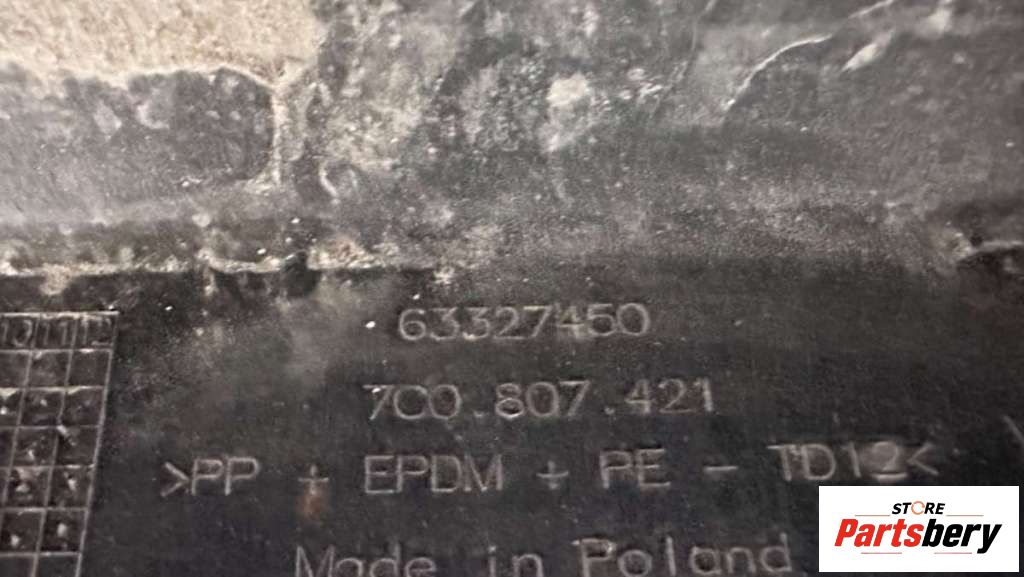 63327450
7C0.807.421
>PP + EPDM + PE - TD12<
Made in Poland
STORE
Partsbery